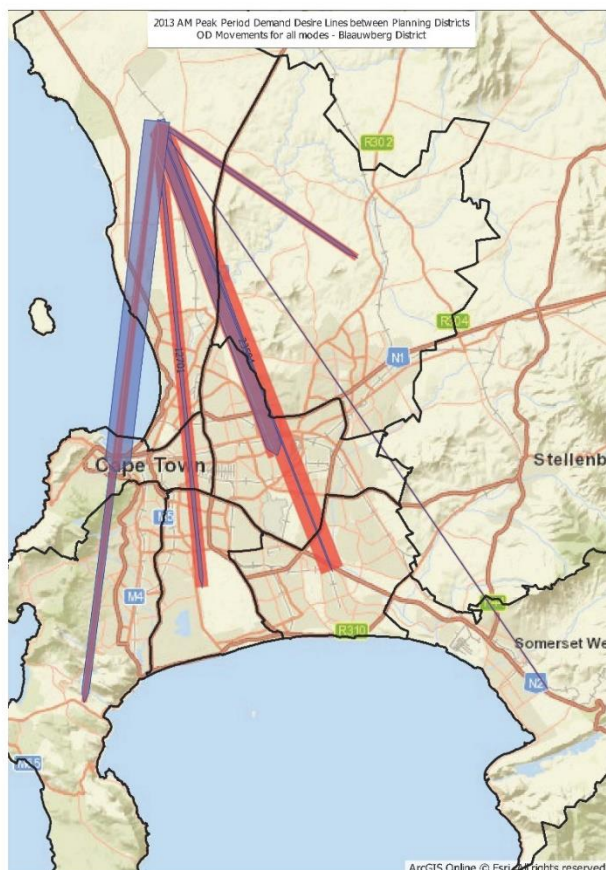 2013 AM Peak Period Demand Desire Lines between Planning Districts
OD Movements for all modes - Blaauwberg District
R302
R304
N1
12701
Cape Town
Stellenb
M5
M4
R310
Somerset We
N2
ArcGIS Online © Esri. All rights reserved